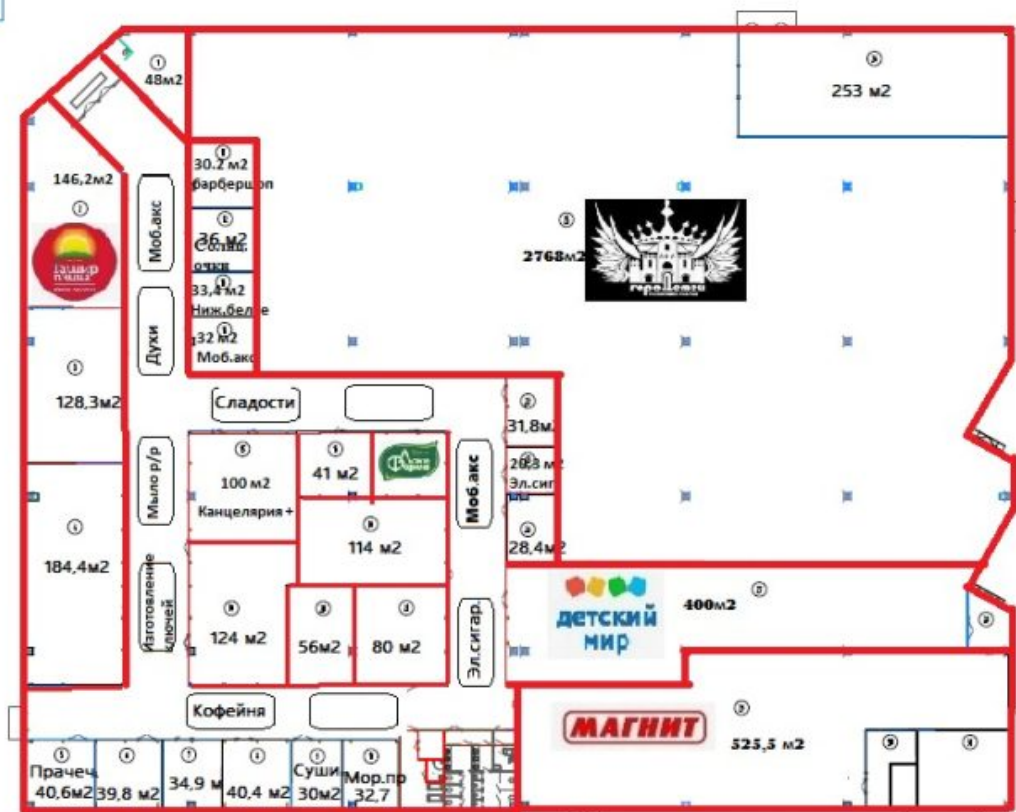 48м2
253 м2
146,2м2
30.2 м2
барбершоп
Моб.акс
36 м2
Солнц.
очки
2768м2
33,4 м2
Ниж.белье
32 м2
Моб.акс
Духи
128,3м2
Сладости
31,8м2
41 м2
100 м2
Канцелярия +
Моб.акс
Эл.сиг
28,4м2
Мыло р/р
114 м2
184,4м2
Изготовление
ключей
124 м2
56м2
80 м2
Эл.сигар.
детский
мир
400м2
Кофейня
МАГНИТ
525,5 м2
Прачеч.
40,6м2
39,8 м2
34,9 м
40,4 м2
Суши
30м2
Мор.пр
32,7